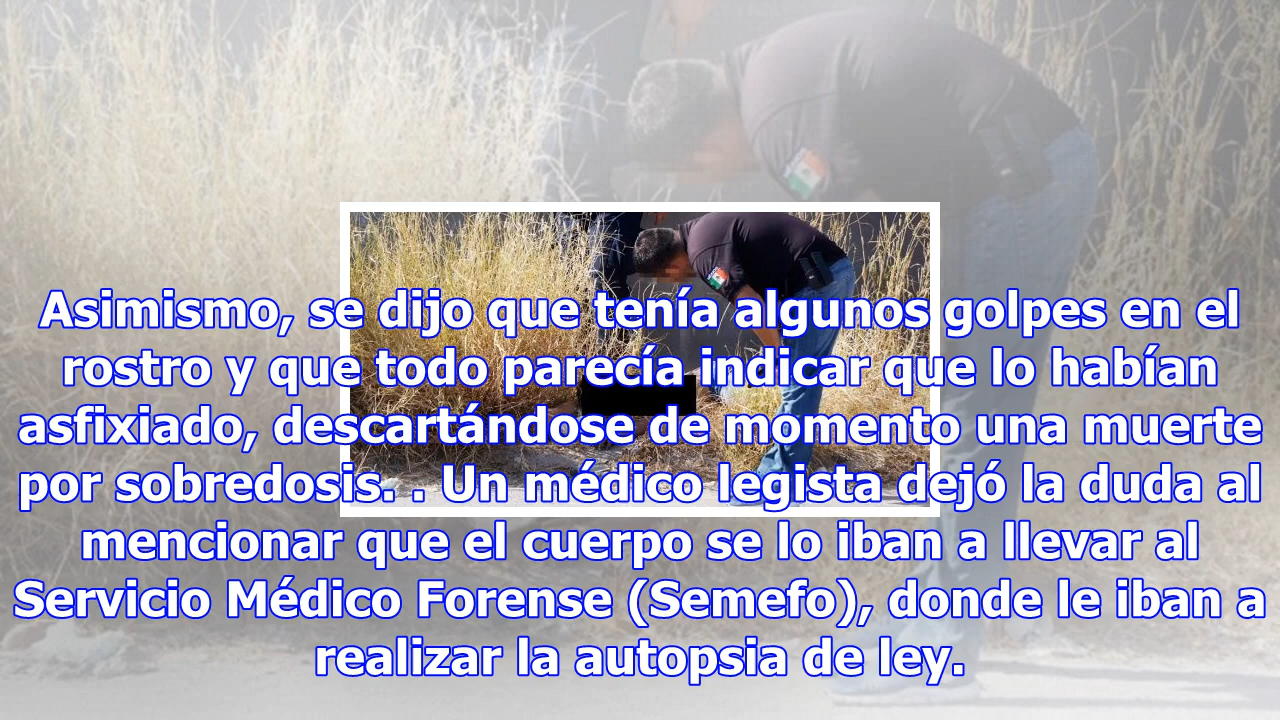 Asimismo, se dijo que tenía algunos golpes en el
rostro y que todo parecía indicar que lo habían
asfixiado, descartándose de momento una muerte
por sobredosis. . Un médico legista dejó la duda al
mencionar que el cuerpo se lo iban a llevar al
Servicio Médico Forense (Semefo), donde le iban a
realizar la autopsia de ley.